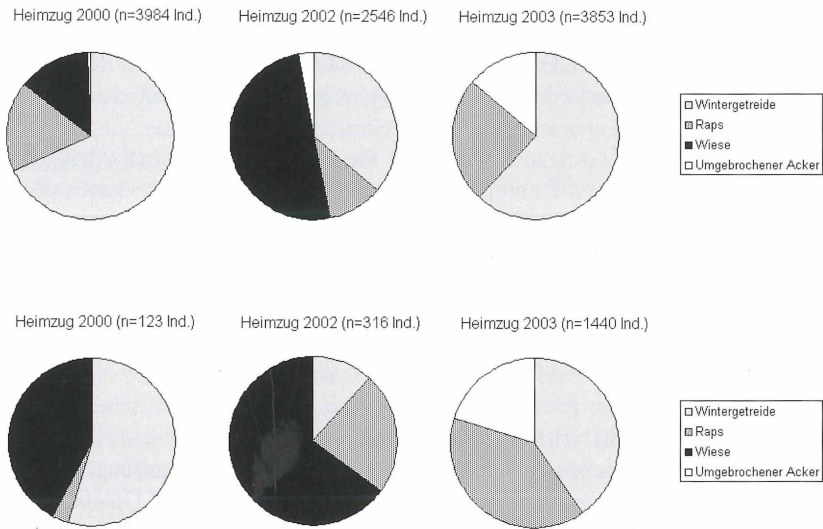 Heimzug 2000 (n=3984 Ind.)
Heimzug 2002 (n=2546 Ind.)
Heimzug 2003 (n=3853 Ind.)
Wintergetreide
Raps
Wiese
Umgebrochener Acker
Heimzug 2000 (n=123 Ind.)
Heimzug 2002 (n=316 Ind.)
Heimzug 2003 (n=1440 Ind.)
Wintergetreide
Raps
Wiese
Umgebrochener Acker